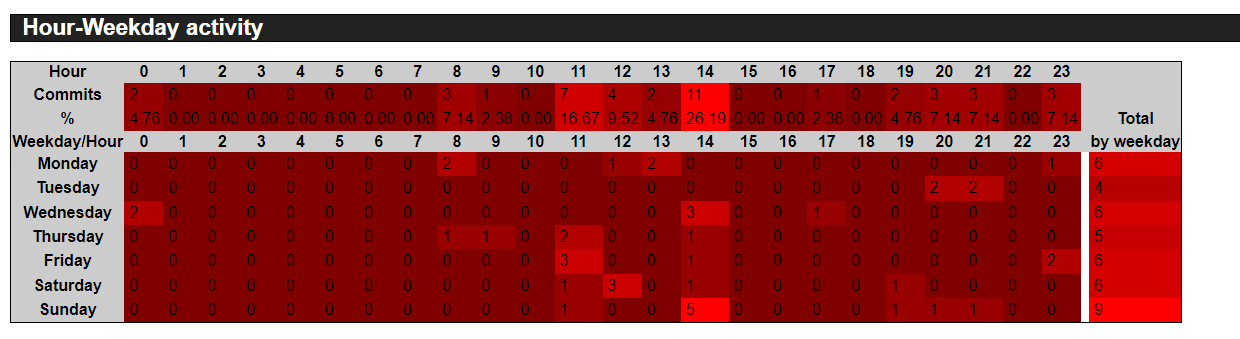 Hour-Weekday activity
Hour 0 1 2 3 4 5 6 7 8 9 10 11 12 13 14 15 16 17 18 19 20 21 22 23
Commits 2 0 0 0 0 0 0 0 3 1 0 7 4 2 11 0 0 1 0 2 3 3 0 3
% 4.76 0.00 0.00 0.00 0.00 0.00 0.00 0.00 7.14 2.38 0.00 16.67 9.52 4.76 26.19 0.00 0.00 2.38 0.00 4.76 7.14 7.14 0.00 7.14 Total
Weekday/Hour 0 1 2 3 4 5 6 7 8 9 10 11 12 13 14 15 16 17 18 19 20 21 22 23 by weekday
Monday 0 0 0 0 0 0 0 0 2 0 0 0 1 2 0 0 0 0 0 0 0 0 0 1 6
Tuesday 0 0 0 0 0 0 0 0 0 0 0 0 0 0 0 0 0 0 0 0 2 2 0 0 4
Wednesday 2 0 0 0 0 0 0 0 0 0 0 0 0 0 3 0 0 1 0 0 0 0 0 0 6
Thursday 0 0 0 0 0 0 0 0 1 1 0 2 0 0 1 0 0 0 0 0 0 0 0 0 5
Friday 0 0 0 0 0 0 0 0 0 0 0 3 0 0 1 0 0 0 0 0 0 0 0 2 6
Saturday 0 0 0 0 0 0 0 0 0 0 0 1 3 0 1 0 0 0 0 1 0 0 0 0 6
Sunday 0 0 0 0 0 0 0 0 0 0 0 1 0 0 5 0 0 0 0 1 1 1 0 0 9